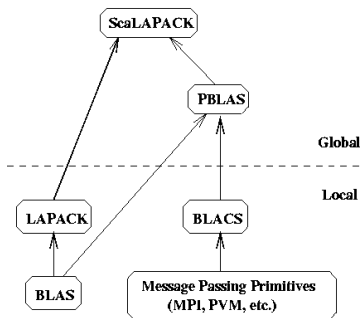 ScaLAPACK
PBLAS
Global
Local
LAPACK
BLACS
BLAS
Message Passing Primitives
(MPI, PVM, etc.)